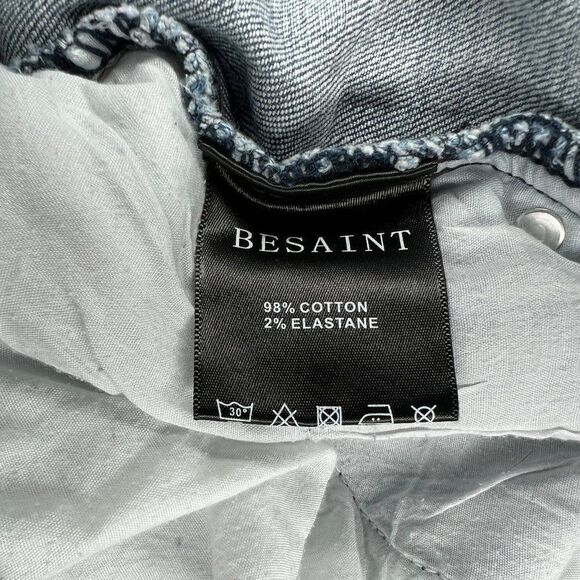 BESAINT
98% COTTON
2% ELASTANE
30°